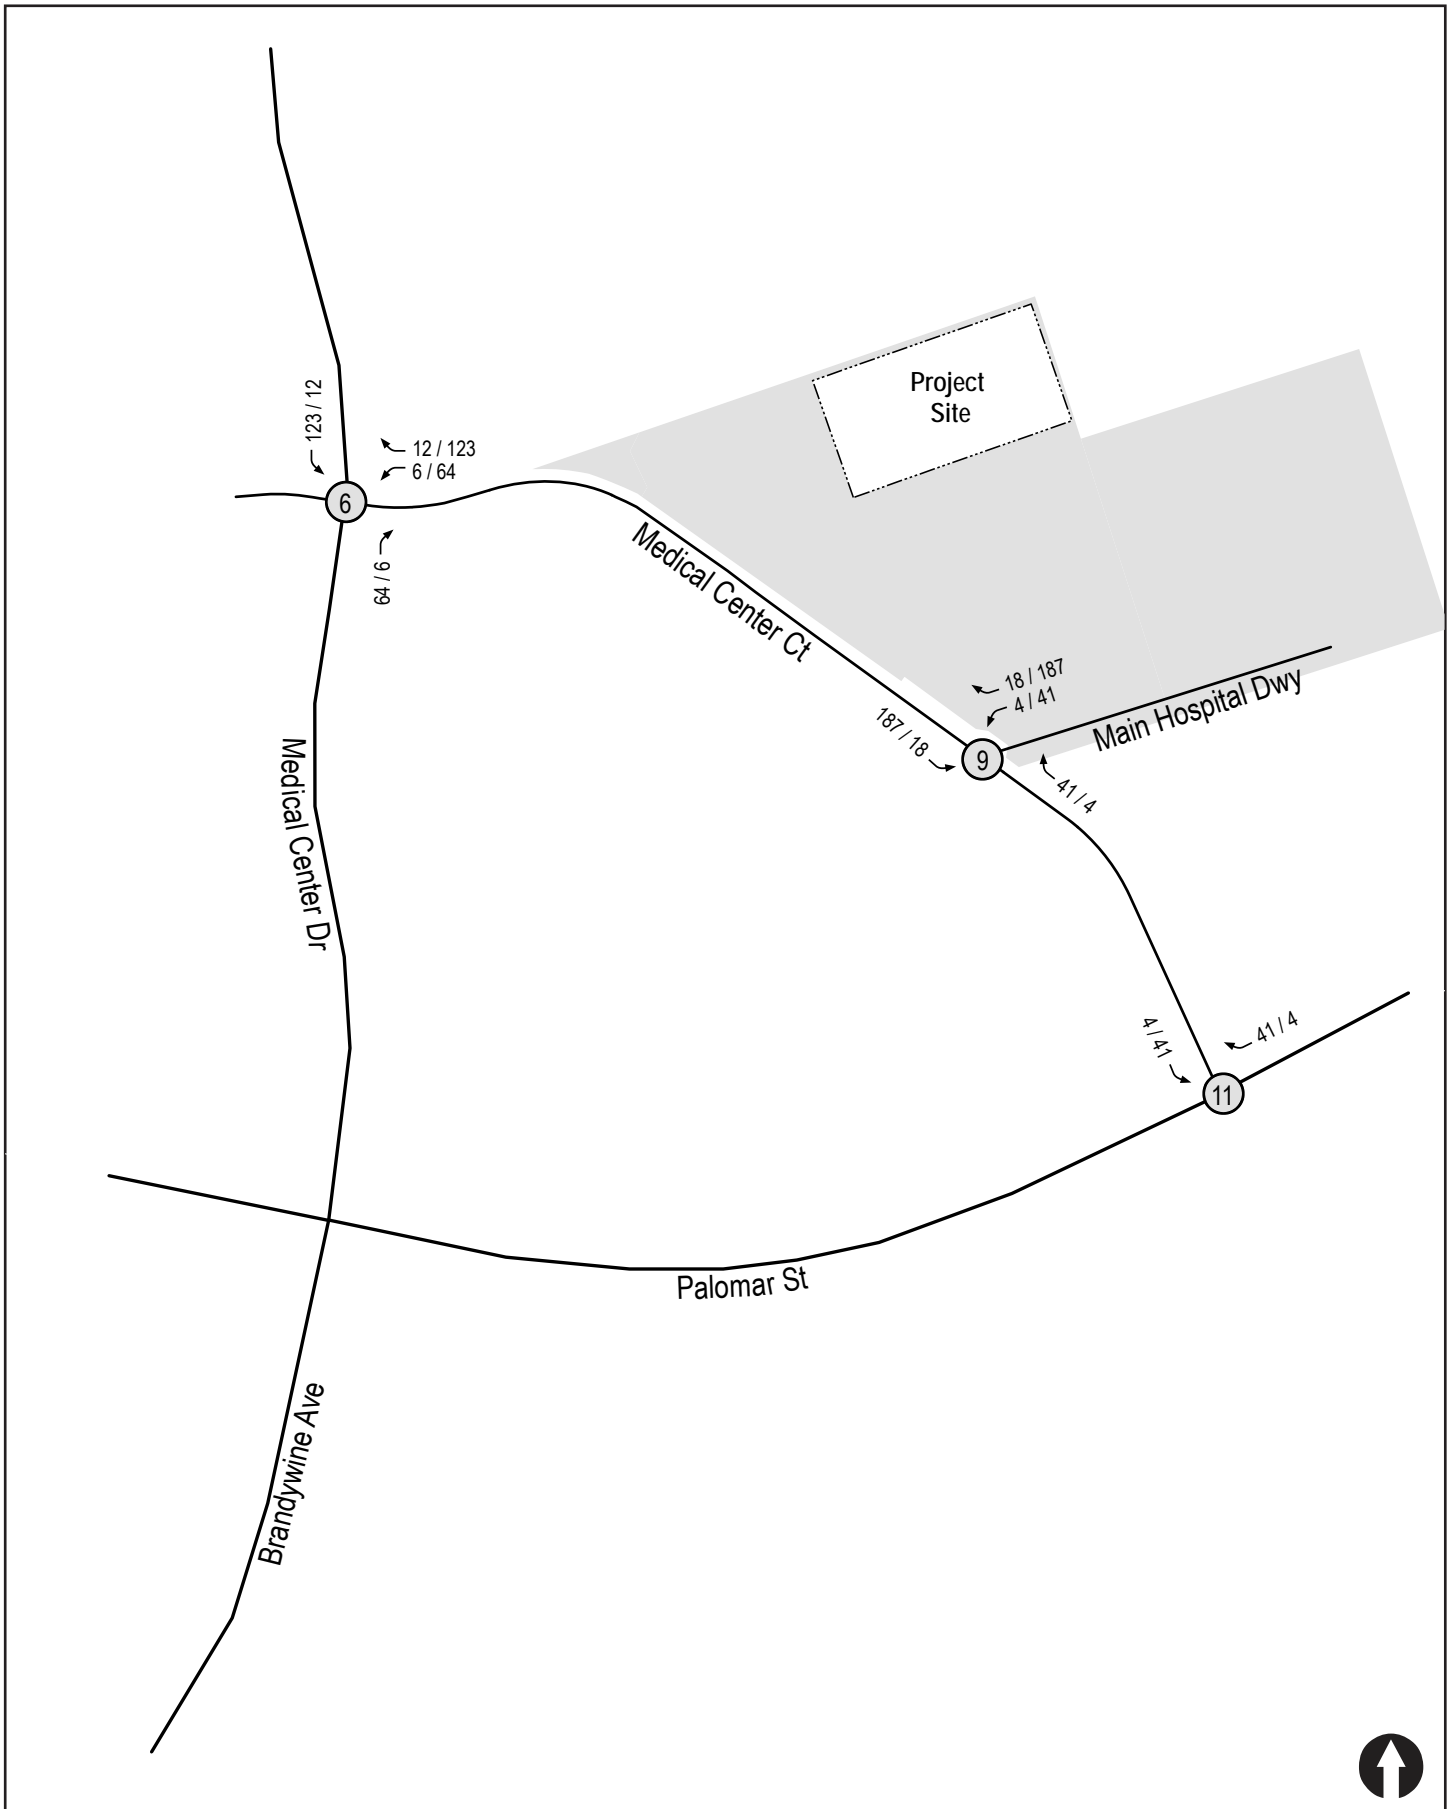 Project
Site
123 / 12
12 / 123
6 / 64
6
64 / 6
Medical Center Ct
18 / 187
4 / 41
187 / 18
Main Hospital Dwy
9
41 / 4
Medical Center Dr
4 / 41
41 / 4
11
Palomar St
Brandywine Ave